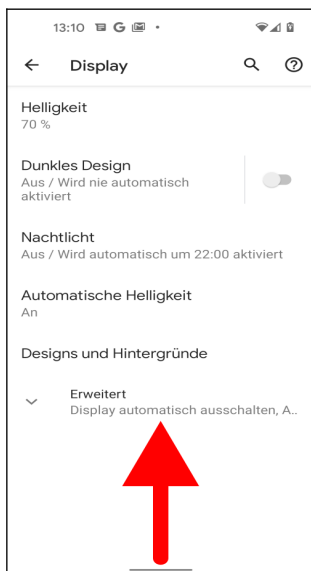 13:10 G
Display
Helligkeit
70 %
Dunkles Design
Aus / Wird nie automatisch
aktiviert
Nachtlicht
Aus / Wird automatisch um 22:00 aktiviert
Automatische Helligkeit
An
Designs und Hintergründe
Erweitert
Display automatisch ausschalten, A..